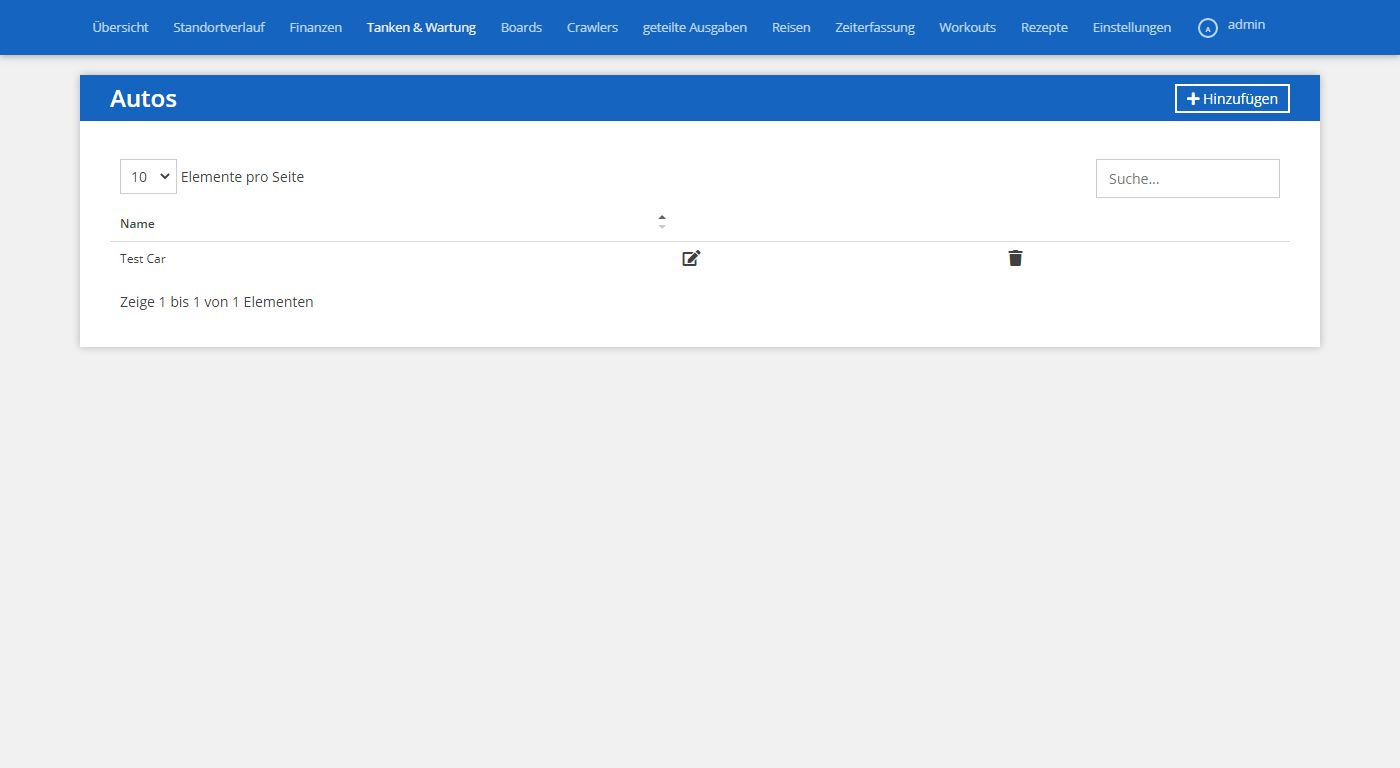 Übersicht Standortverlauf Finanzen Tanken & Wartung Boards Crawlers geteilte Ausgaben Reisen Zeiterfassung Workouts Rezepte Einstellungen A admin
Autos Hinzufügen
10 Elemente pro Seite Suche...
Name
Test Car
Zeige 1 bis 1 von 1 Elementen